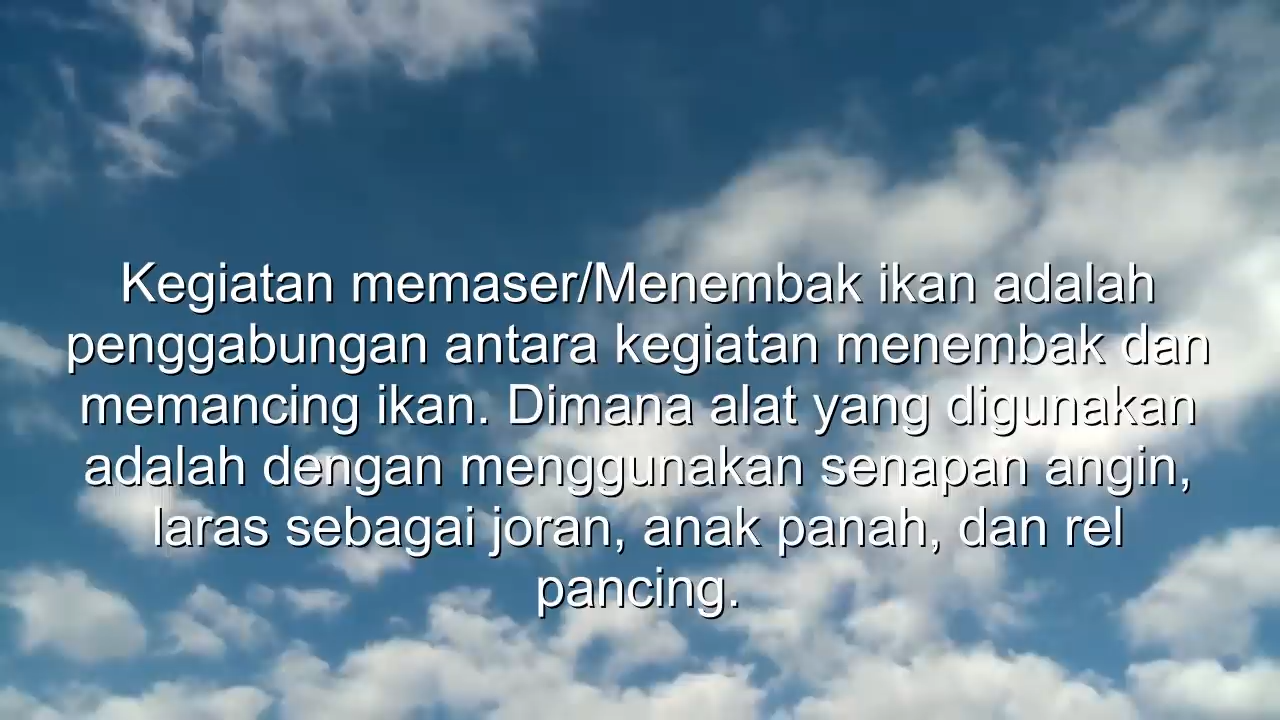 Kegiatan memaser/Menembak ikan adalah
penggabungan antara kegiatan menembak dan
memancing ikan. Dimana alat yang digunakan
adalah dengan menggunakan senapan angin,
laras sebagai joran, anak panah, dan rel
pancing.